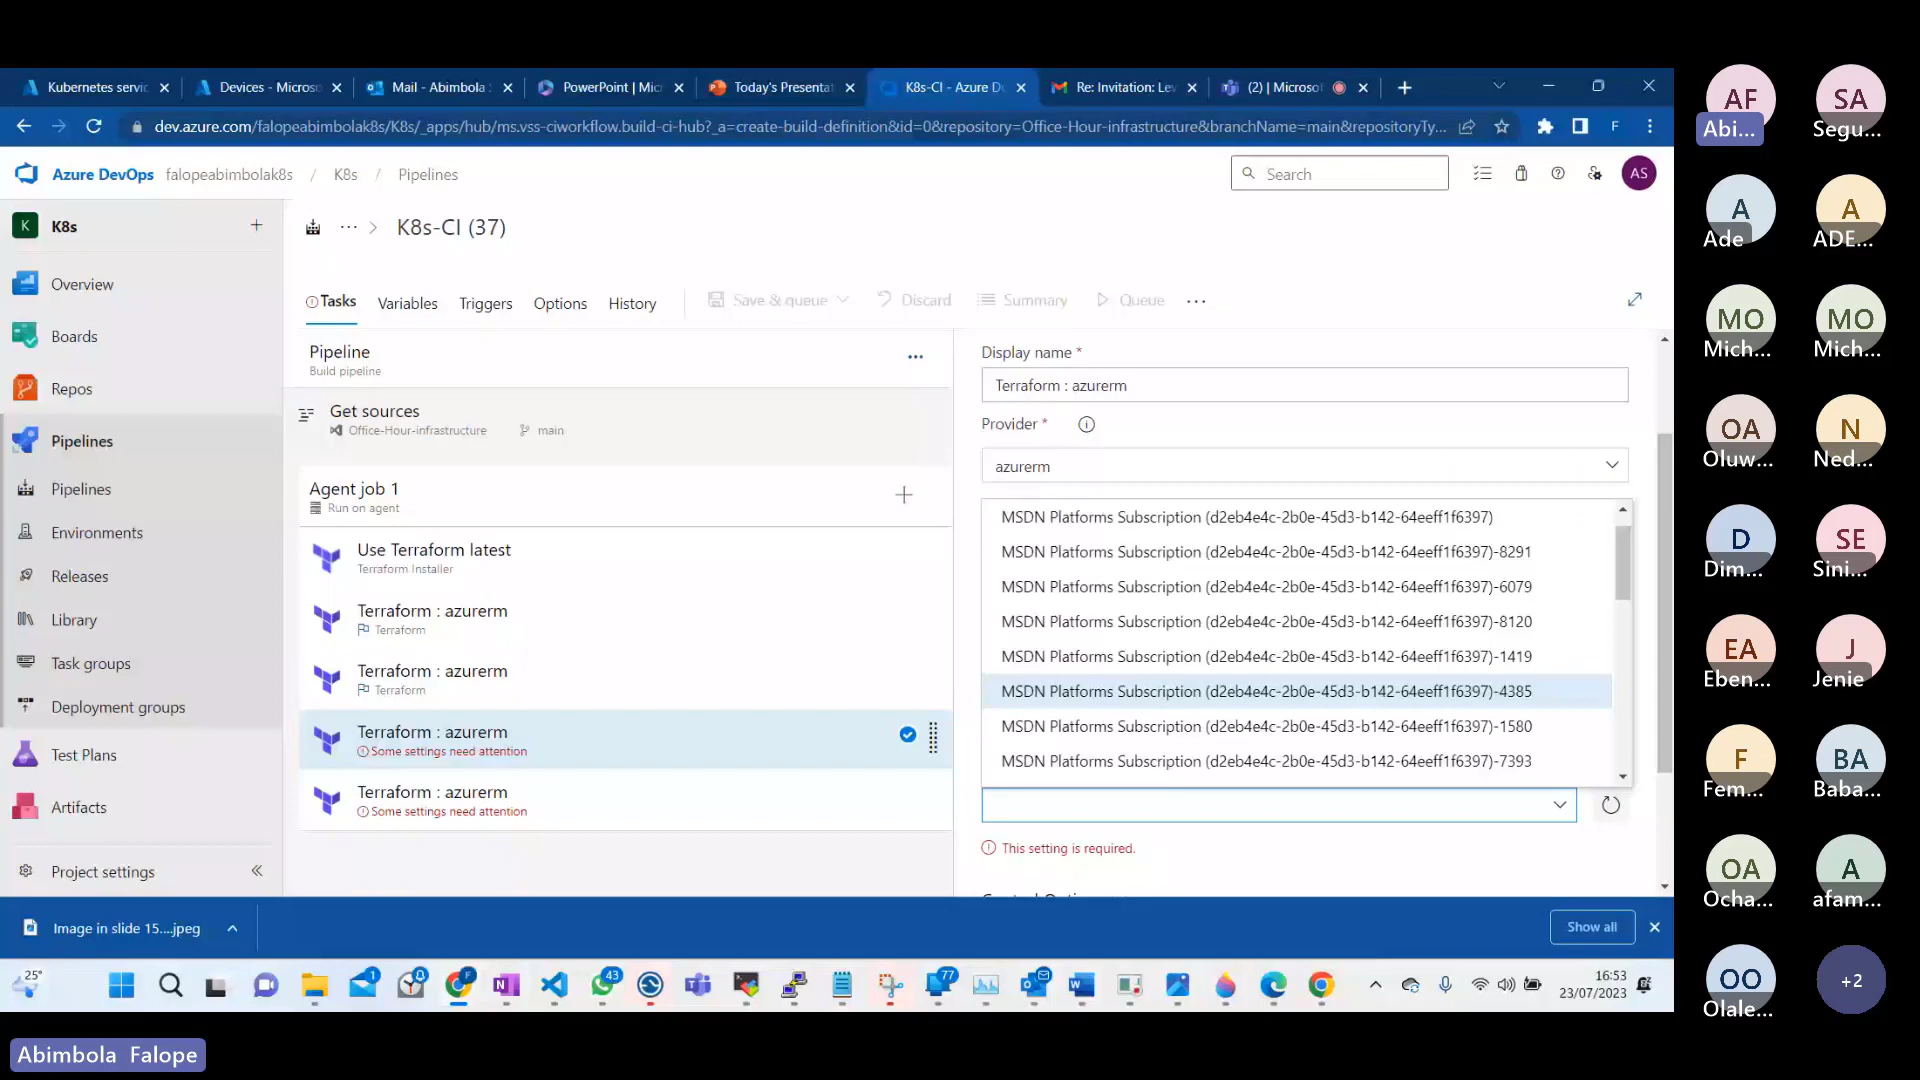 Kubernetes servic
Devices - Microso
Mail - Abimbola
PowerPoint | Mic
Today's Presenta
K8s-CI - Azure D
Re: Invitation: Le
(2) | Microso
dev.azure.com/falopeabimbolak8s/K8s/_apps/hub/ms.vss-ciworkflow.build-ci-hub?_a=create-build-definition&id=0&repository=Office-Hour-infrastructure&branchName=main&repositoryTy...
F
Azure DevOps
falopeabimbolak8s / K8s / Pipelines
Search
AS
K
K8s
Overview
Boards
Repos
Pipelines
Pipelines
Environments
Releases
Library
Task groups
Deployment groups
Test Plans
Artifacts
Project settings
K8s-CI (37)
Tasks
Variables
Triggers
Options
History
Save & queue
Discard
Summary
Queue
Pipeline
Build pipeline
Get sources
Office-Hour-infrastructure
main
Agent job 1
Run on agent
Use Terraform latest
Terraform Installer
Terraform : azurerm
Terraform
Terraform : azurerm
Terraform
Terraform : azurerm
Some settings need attention
Terraform : azurerm
Some settings need attention
Display name *
Terraform : azurerm
Provider *
azurerm
MSDN Platforms Subscription (d2eb4e4c-2b0e-45d3-b142-64eeff1f6397)
MSDN Platforms Subscription (d2eb4e4c-2b0e-45d3-b142-64eeff1f6397)-8291
MSDN Platforms Subscription (d2eb4e4c-2b0e-45d3-b142-64eeff1f6397)-6079
MSDN Platforms Subscription (d2eb4e4c-2b0e-45d3-b142-64eeff1f6397)-8120
MSDN Platforms Subscription (d2eb4e4c-2b0e-45d3-b142-64eeff1f6397)-1419
MSDN Platforms Subscription (d2eb4e4c-2b0e-45d3-b142-64eeff1f6397)-4385
MSDN Platforms Subscription (d2eb4e4c-2b0e-45d3-b142-64eeff1f6397)-1580
MSDN Platforms Subscription (d2eb4e4c-2b0e-45d3-b142-64eeff1f6397)-7393
This setting is required.
Image in slide 15....jpeg
Show all
25°
1
43
77
16:53
23/07/2023
Abimbola Falope
AF
Abi...
SA
Segu...
A
Ade
A
ADE...
MO
Mich...
MO
Mich...
OA
Oluw...
N
Ned...
D
Dim...
SE
Sini...
EA
Eben...
J
Jenie
F
Fem...
BA
Baba...
OA
Ocha...
A
afam...
OO
Olale...
+2